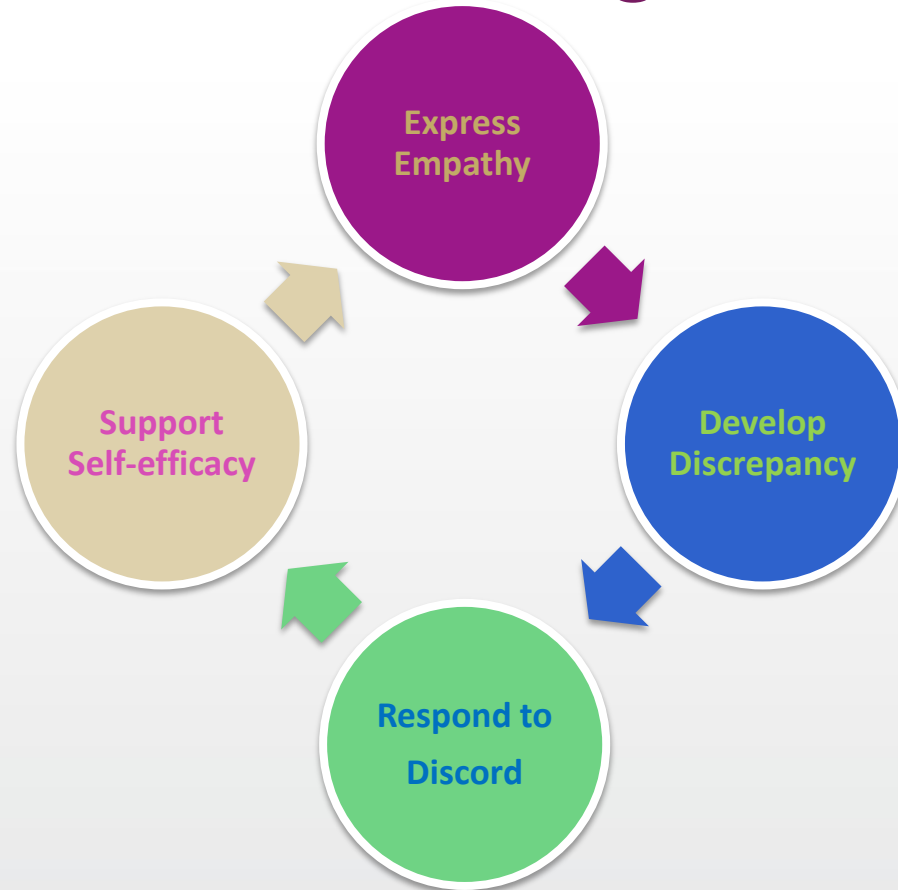 Express
Empathy
Develop
Discrepancy
Respond to
Discord
Support
Self-efficacy